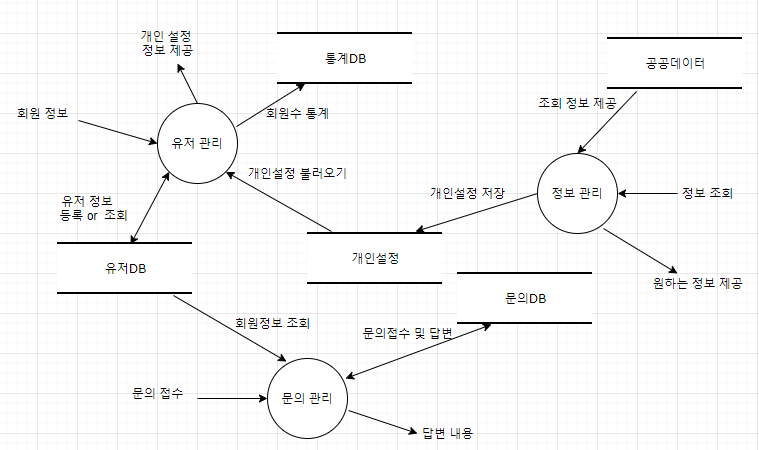 개인 설정
정보 제공
통계DB
공공데이터
회원 정보
회원수 통계
조회 정보 제공
유저 관리
개인설정 불러오기
개인설정 저장
정보 관리
정보 조회
유저 정보
등록 or 조회
유저DB
개인설정
원하는 정보 제공
문의DB
회원정보 조회
문의접수 및 답변
문의 접수
문의 관리
답변 내용